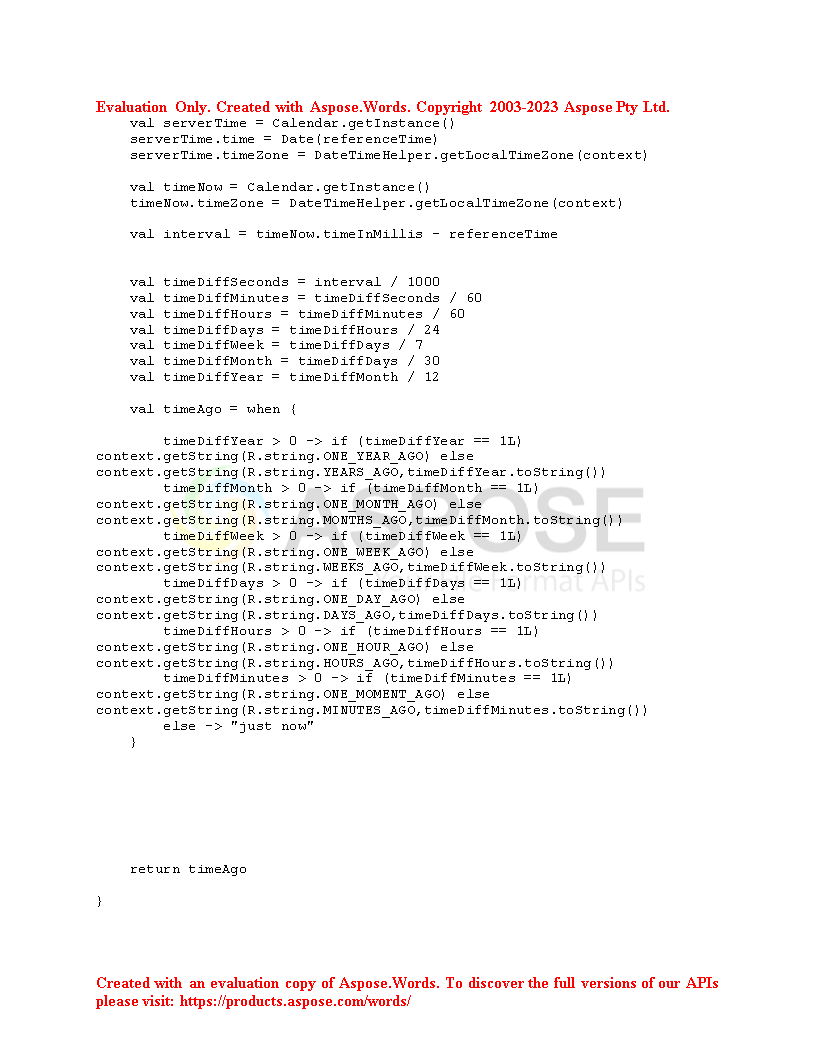 Evaluation Only. Created with Aspose.Words. Copyright 2003-2023 Aspose Pty Ltd.
val serverTime = Calendar.getInstance()
serverTime.time = Date(referenceTime)
serverTime.timeZone = DateTimeHelper.getLocalTimeZone(context)
val timeNow = Calendar.getInstance()
timeNow.timeZone = DateTimeHelper.getLocalTimeZone(context)
val interval = timeNow.timeInMillis - referenceTime
val timeDiffSeconds = interval / 1000
val timeDiffMinutes = timeDiffSeconds / 60
val timeDiffHours = timeDiffMinutes / 60
val timeDiffDays = timeDiffHours / 24
val timeDiffWeek = timeDiffDays / 7
val timeDiffMonth = timeDiffDays / 30
val timeDiffYear = timeDiffMonth / 12
val timeAgo = when {
timeDiffYear > 0 -> if (timeDiffYear == 1L)
context.getString(R.string.ONE_YEAR_AGO) else
context.getString(R.string.YEARS_AGO,timeDiffYear.toString())
timeDiffMonth > 0 -> if (timeDiffMonth == 1L)
context.getString(R.string.ONE_MONTH_AGO) else
context.getString(R.string.MONTHS_AGO,timeDiffMonth.toString())
timeDiffWeek > 0 -> if (timeDiffWeek == 1L)
context.getString(R.string.ONE_WEEK_AGO) else
context.getString(R.string.WEEKS_AGO,timeDiffWeek.toString())
timeDiffDays > 0 -> if (timeDiffDays == 1L)
context.getString(R.string.ONE_DAY_AGO) else
context.getString(R.string.DAYS_AGO,timeDiffDays.toString())
timeDiffHours > 0 -> if (timeDiffHours == 1L)
context.getString(R.string.ONE_HOUR_AGO) else
context.getString(R.string.HOURS_AGO,timeDiffHours.toString())
timeDiffMinutes > 0 -> if (timeDiffMinutes == 1L)
context.getString(R.string.ONE_MOMENT_AGO) else
context.getString(R.string.MINUTES_AGO,timeDiffMinutes.toString())
else -> "just now"
}
ASPOSE
Format APIs
return timeAgo
}
Created with an evaluation copy of Aspose.Words. To discover the full versions of our APIs
please visit: https://products.aspose.com/words/